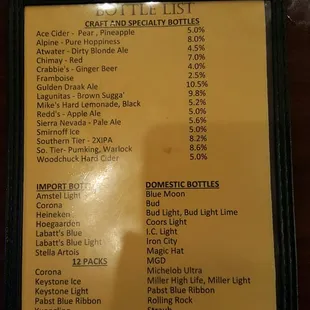 BOTTLE LIST
CRAFT AND SPECIALTY BOTTLES
Ace Cider - Pear , Pineapple 5.0%
Alpine - Pure Hoppiness 8.0%
Atwater - Dirty Blonde Ale 4.5%
Chimay - Red 7.0%
Crabbie's - Ginger Beer 4.0%
Framboise 2.5%
Gulden Draak Ale 10.5%
Lagunitas - Brown Sugga' 9.8%
Mike's Hard Lemonade, Black 5.2%
Redd's - Apple Ale 5.0%
Sierra Nevada - Pale Ale 5.6%
Smirnoff Ice 5.0%
Southern Tier - 2XIPA 8.2%
So. Tier- Pumking, Warlock 8.6%
Woodchuck Hard Cider 5.0%
IMPORT BOTT
Amstel Light
Corona
Heineken
Hoegaarden
Labatt's Blue
Labatt's Blue Light
Stella Artois
12 PACKS
Corona
Keystone Ice
Keystone Light
Pabst Blue Ribbon
DOMESTIC BOTTLES
Blue Moon
Bud
Bud Light, Bud Light Lime
Coors Light
I.C. Light
Iron City
Magic Hat
MGD
Michelob Ultra
Miller High Life, Miller Light
Pabst Blue Ribbon
Rolling Rock
Straub